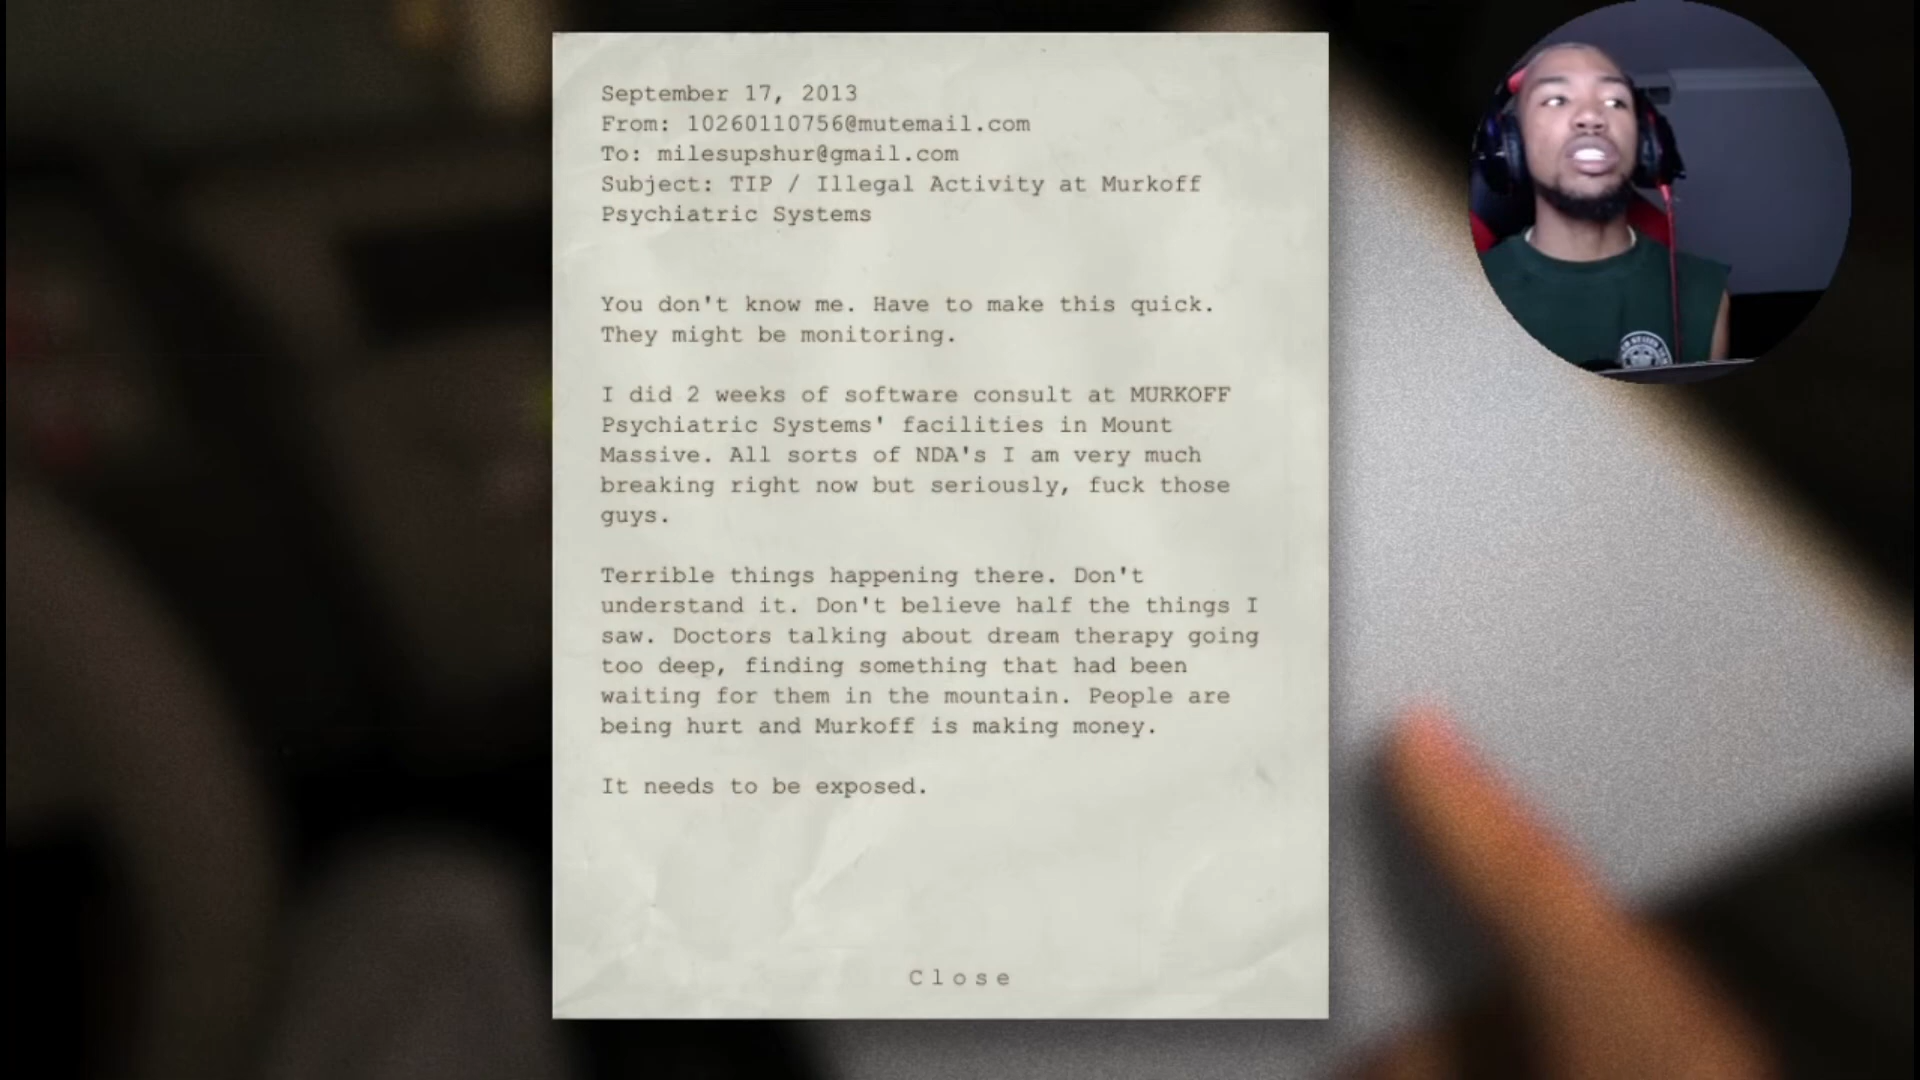 September 17, 2013
From: 10260110756@mutemail.com
To: milesupshur@gmail.com
Subject: TIP / Illegal Activity at Murkoff
Psychiatric Systems
You don't know me. Have to make this quick.
They might be monitoring.
I did 2 weeks of software consult at MURKOFF
Psychiatric Systems' facilities in Mount
Massive. All sorts of NDA's I am very much
breaking right now but seriously, fuck those
guys.
Terrible things happening there. Don't
understand it. Don't believe half the things I
saw. Doctors talking about dream therapy going
too deep, finding something that had been
waiting for them in the mountain. People are
being hurt and Murkoff is making money.
It needs to be exposed.
Close